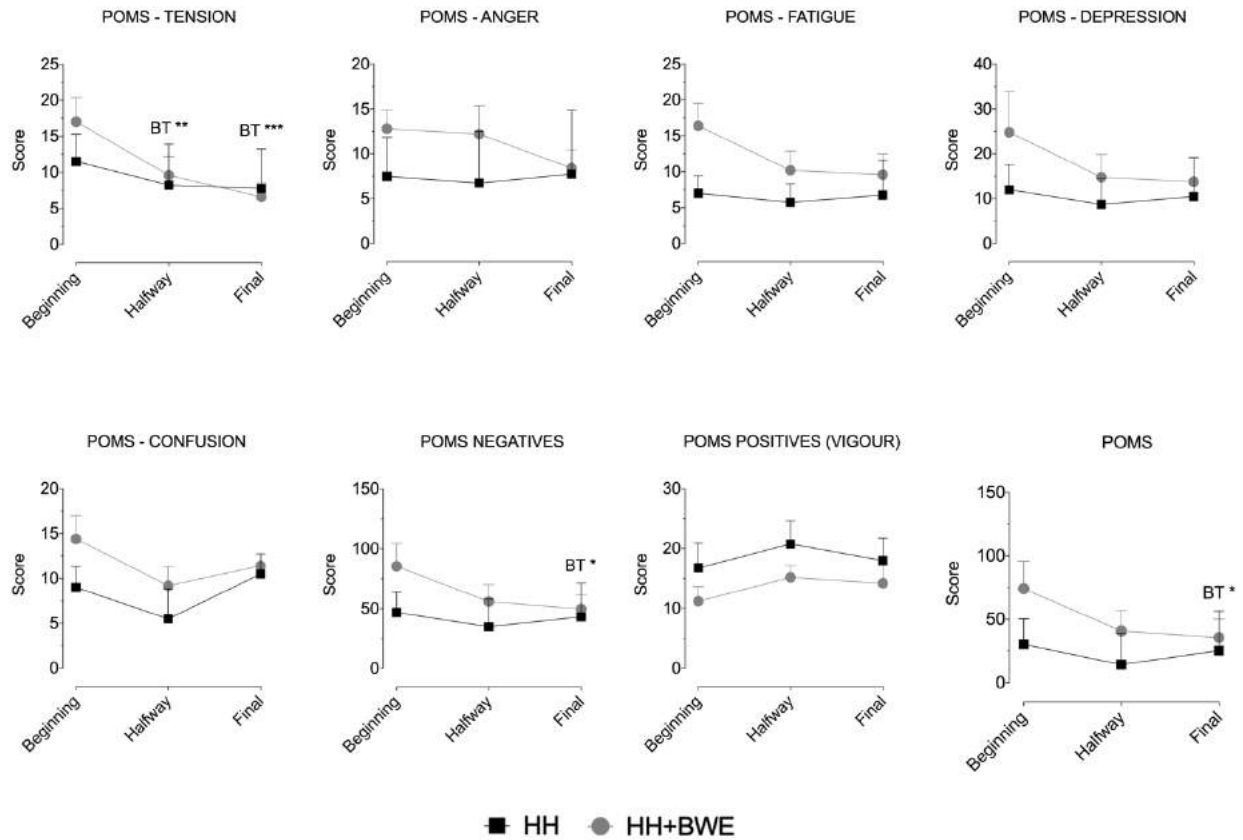 POMS - TENSION
POMS - ANGER
POMS - FATIGUE
POMS - DEPRESSION
25
20
15
10
5
0
Score
BT **
BT ***
Beginning
Halfway
Final
20
15
10
5
0
Score
Beginning
Halfway
Final
25
20
15
10
5
0
Score
Beginning
Halfway
Final
40
30
20
10
0
Score
Beginning
Halfway
Final
POMS - CONFUSION
POMS NEGATIVES
POMS POSITIVES (VIGOUR)
POMS
20
15
10
5
0
Score
Beginning
Halfway
Final
150
100
50
0
Score
BT *
Beginning
Halfway
Final
30
20
10
0
Score
Beginning
Halfway
Final
150
100
50
0
Score
BT *
Beginning
Halfway
Final
HH
HH+BWE